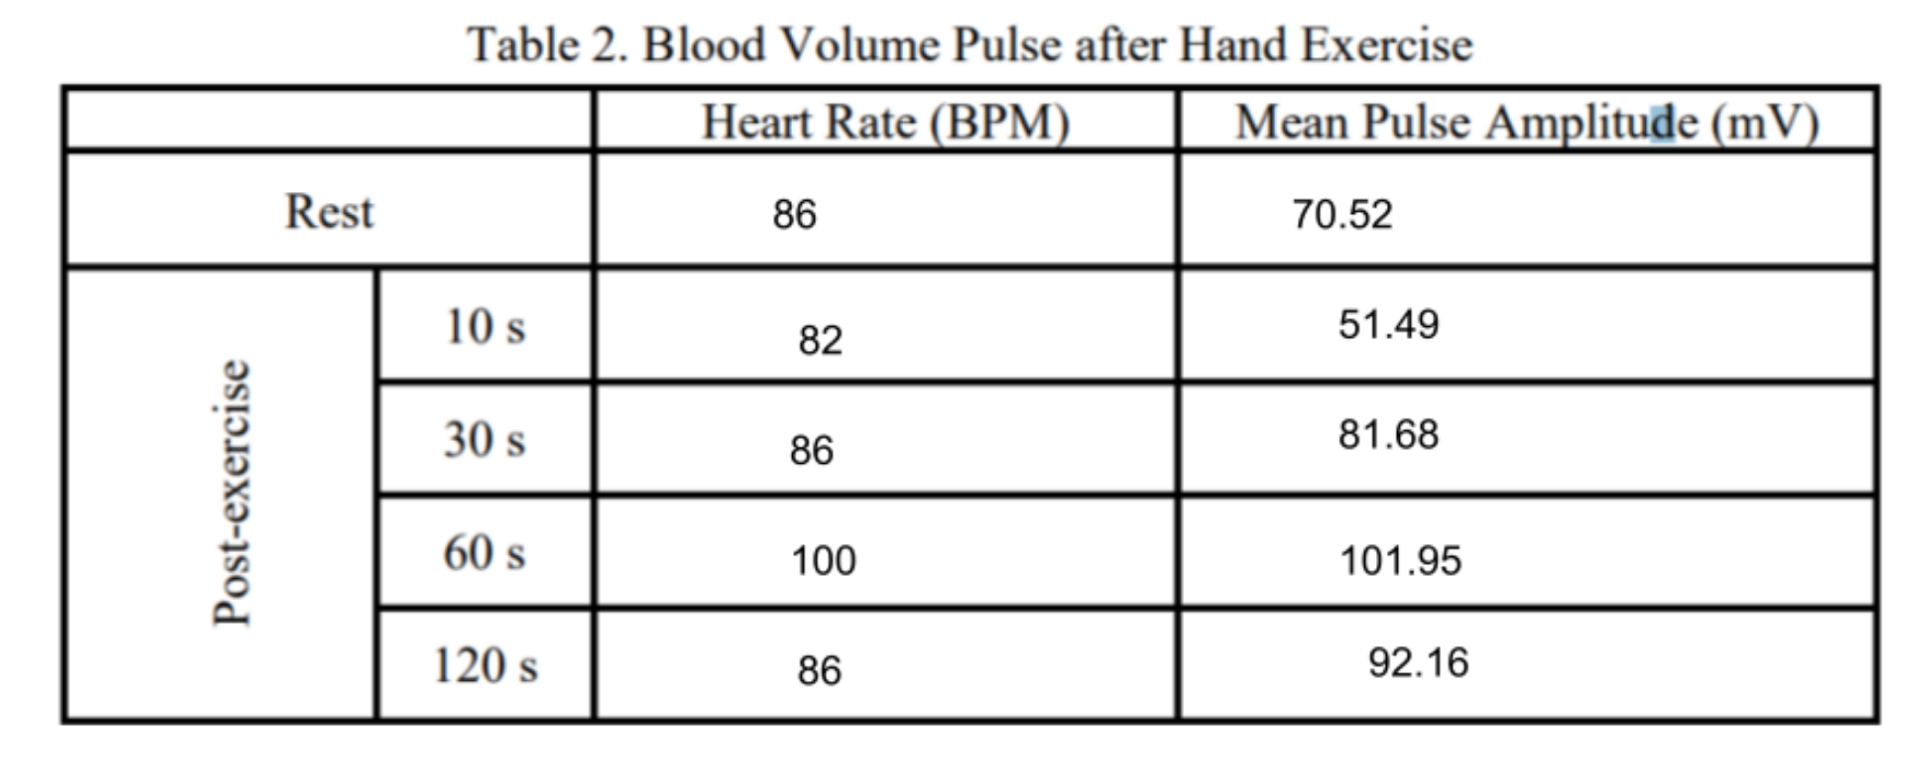 Table 2. Blood Volume Pulse after Hand Exercise
Heart Rate (BPM) Mean Pulse Amplitude (mV)
Rest 86 70.52
Post-exercise
10 s 82 51.49
30 s 86 81.68
60 s 100 101.95
120 s 86 92.16